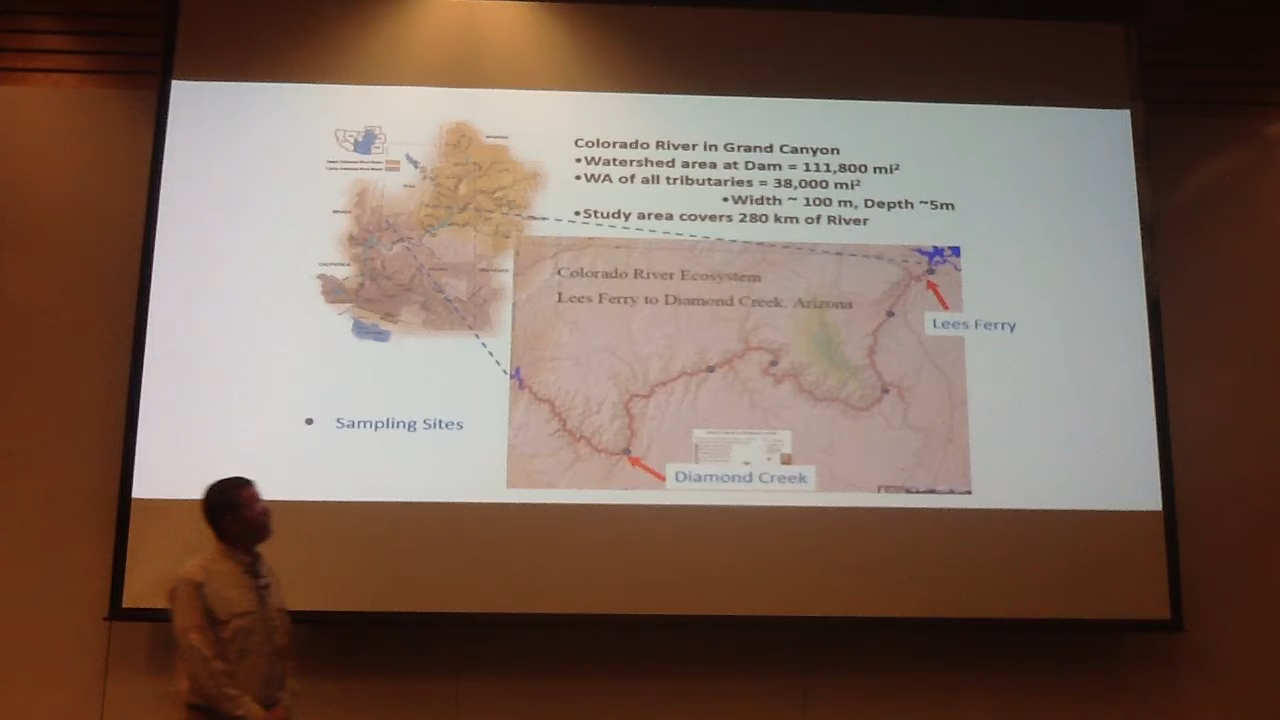 Colorado River in Grand Canyon
•Watershed area at Dam = 111,800 mi²
•WA of all tributaries = 38,000 mi²
•Width ~ 100 m, Depth ~5m
•Study area covers 280 km of River
Colorado River Ecosystem
Lees Ferry to Diamond Creek, Arizona
Lees Ferry
• Sampling Sites
Diamond Creek